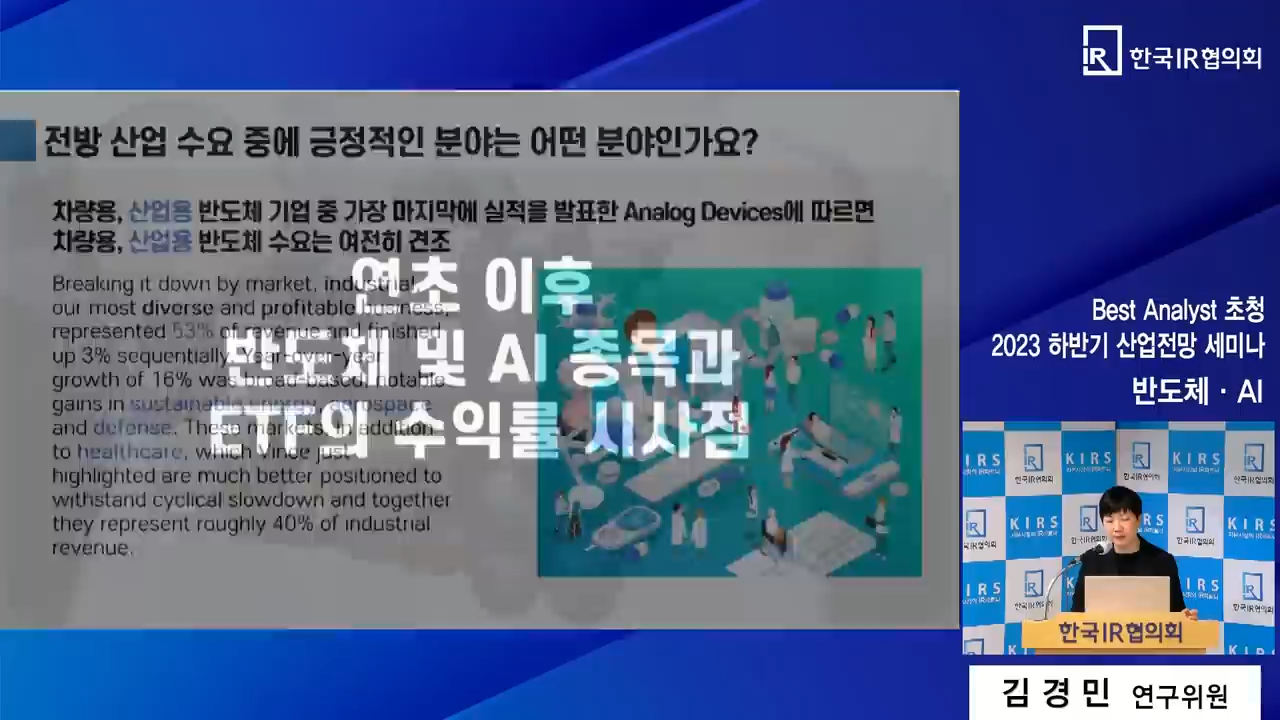 한국IR협의회
전방 산업 수요 중에 긍정적인 분야는 어떤 분야인가요?
차량용, 산업용 반도체 기업 중 가장 마지막에 실적을 발표한 Analog Devices에 따르면
차량용, 산업용 반도체 수요는 여전히 견조
Breaking it down by market, industrial,
our most diverse and profitable business,
represented 53% of revenue and finished
up 3% sequentially. Year-over-year
growth of 16% was broad-based, notable
gains in sustainable energy, aerospace
and defense. These markets, in addition
to healthcare, which Vince just
highlighted are much better positioned to
withstand cyclical slowdown and together
they represent roughly 40% of industrial
revenue.
연초 이후
반도체 및 AI 종목과
ETF의 수익률 시사점
Best Analyst 초청
2023 하반기 산업전망 세미나
반도체 · AI
KIRS
한국IR협의회
한국IR협의회
김경민 연구위원